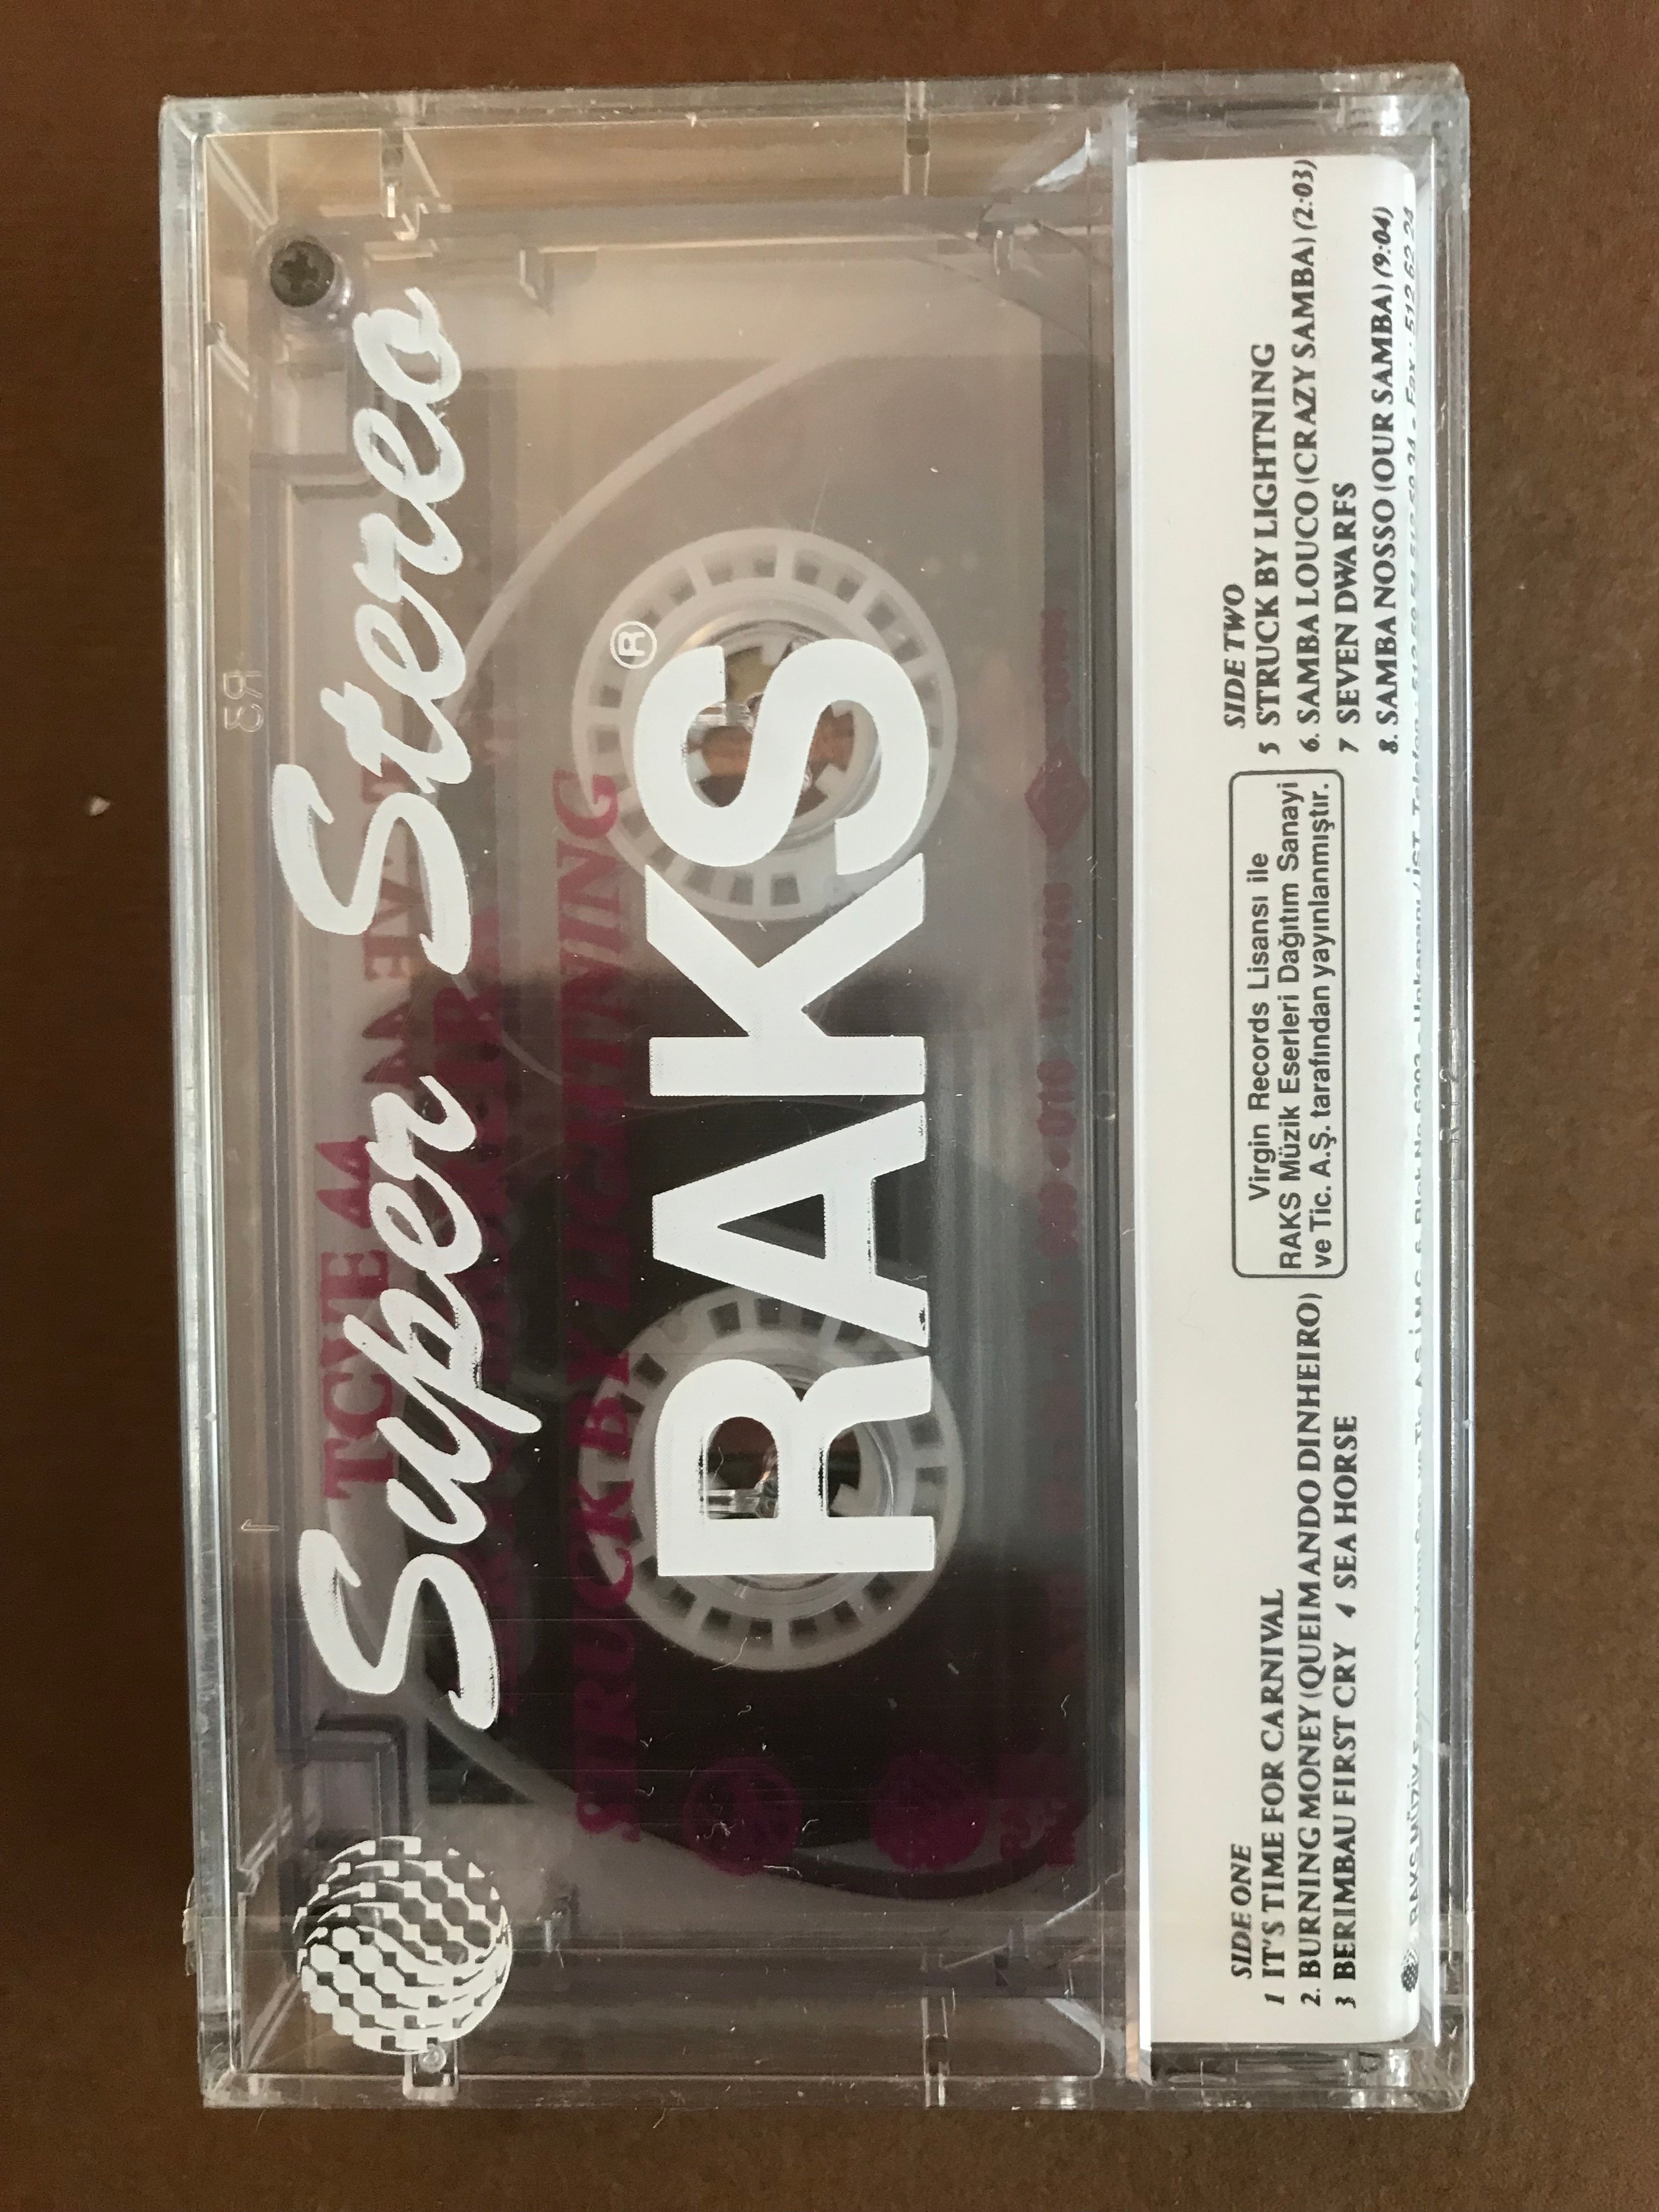 Super Stereo
RAKS®
TCVE 44
STRUCK BY LIGHTNING
SIDE ONE
1 IT'S TIME FOR CARNIVAL
2. BURNING MONEY (QUEIMANDO DINHEIRO)
3 BERIMBAU FIRST CRY 4 SEA HORSE
Virgin Records Lisansı ile
RAKS Müzik Eserleri Dağıtım Sanayi
ve Tic. A.Ş. tarafından yayınlanmıştır.
SIDE TWO
5 STRUCK BY LIGHTNING
6. SAMBA LOUCO (CRAZY SAMBA) (2:03)
7 SEVEN DWARFS
8. SAMBA NOSSO (OUR SAMBA) (9:04)